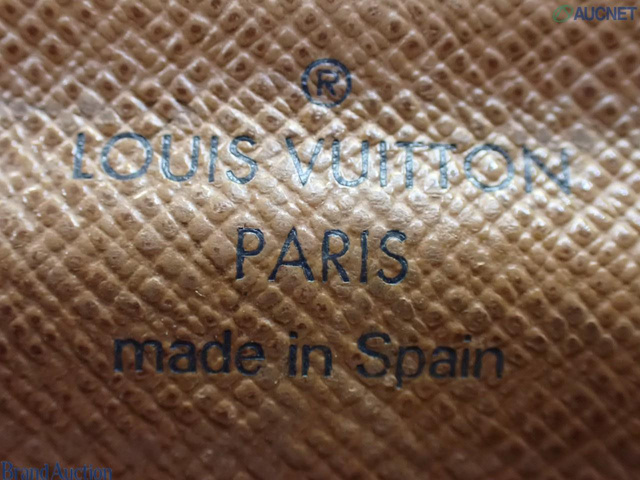 AUCNET
®
LOUIS VUITTON
PARIS
made in Spain
Brand Auction